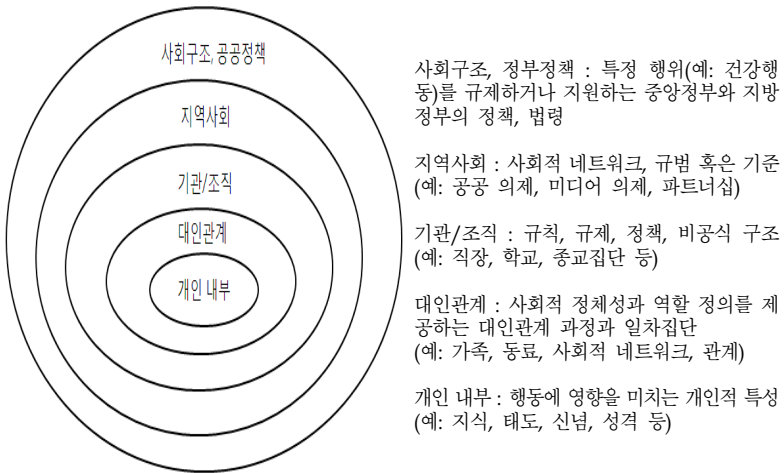 사회구조, 공공정책
지역사회
기관/조직
대인관계
개인 내부
사회구조, 정부정책 : 특정 행위(예: 건강행
동)를 규제하거나 지원하는 중앙정부와 지방
정부의 정책, 법령
지역사회 : 사회적 네트워크, 규범 혹은 기준
(예: 공공 의제, 미디어 의제, 파트너십)
기관/조직 : 규칙, 규제, 정책, 비공식 구조
(예: 직장, 학교, 종교집단 등)
대인관계 : 사회적 정체성과 역할 정의를 제
공하는 대인관계 과정과 일차집단
(예: 가족, 동료, 사회적 네트워크, 관계)
개인 내부 : 행동에 영향을 미치는 개인적 특성
(예: 지식, 태도, 신념, 성격 등)